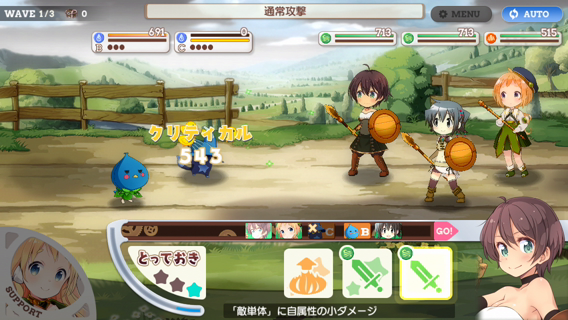 WAVE 1/3 0
通常攻撃
MENU
AUTO
B 691
C 0
713
713
515
クリティカル
543
C
B
GO!
とっておき
SUPPORT
「敵単体」に自属性の小ダメージ